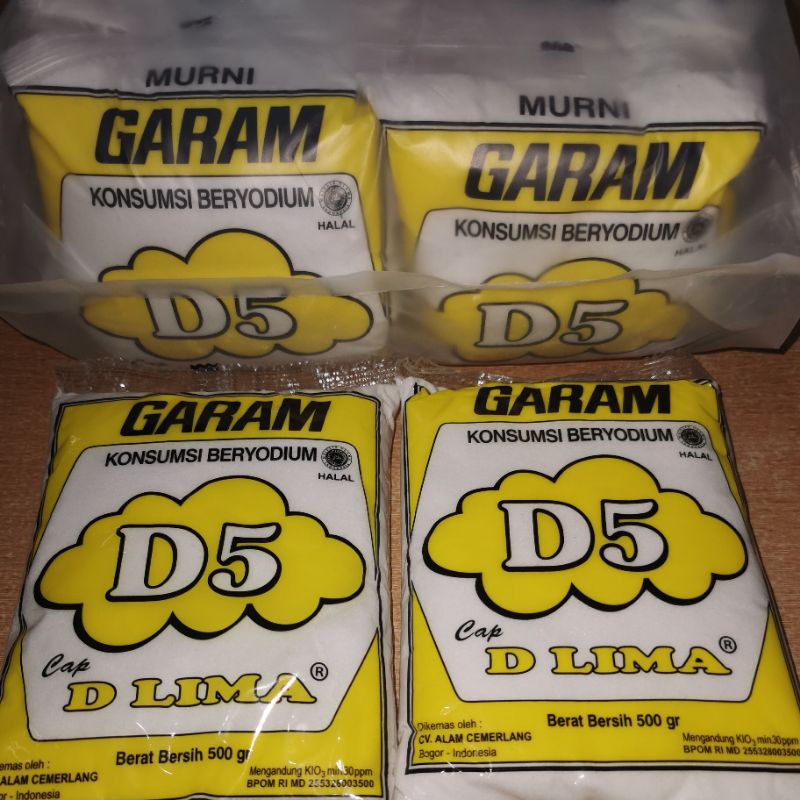 MURNI
GARAM
KONSUMSI BERYODIUM
HALAL
D5
MURNI
GARAM
KONSUMSI BERYODIUM
HALAL
D5
GARAM
KONSUMSI BERYODIUM
HALAL
D5
Cap
D LIMA ®
Berat Bersih 500 gr
kemas oleh :
ALAM CEMERLANG
Mengandung KIO3 min.30ppm
BPOM RI MD 255328003500
GARAM
KONSUMSI BERYODIUM
HALAL
D5
Cap
D LIMA ®
Berat Bersih 500 gr
Dikemas oleh :
CV. ALAM CEMERLANG
Bogor - Indonesia
Mengandung KIO3 min.30ppm
BPOM RI MD 255328003500